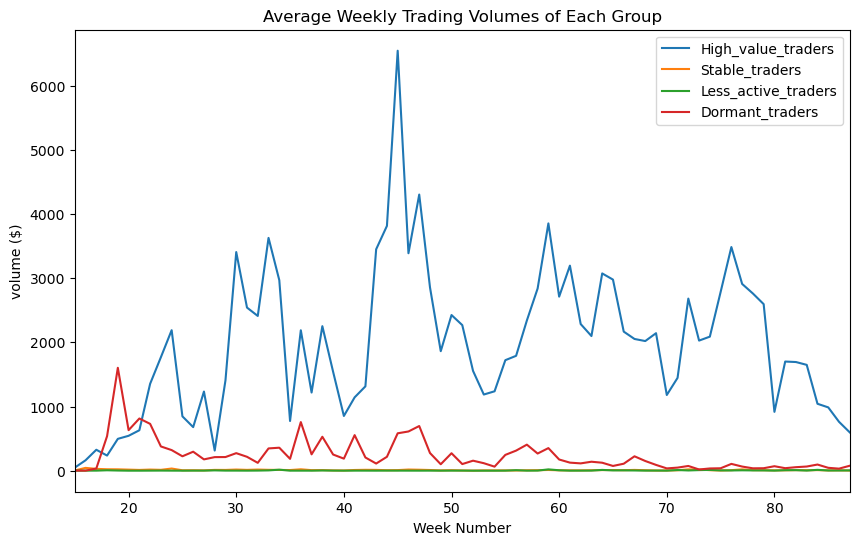 Average Weekly Trading Volumes of Each Group
High_value_traders
Stable_traders
Less_active_traders
Dormant_traders
volume ($)
6000
5000
4000
3000
2000
1000
0
20
30
40
50
60
70
80
Week Number